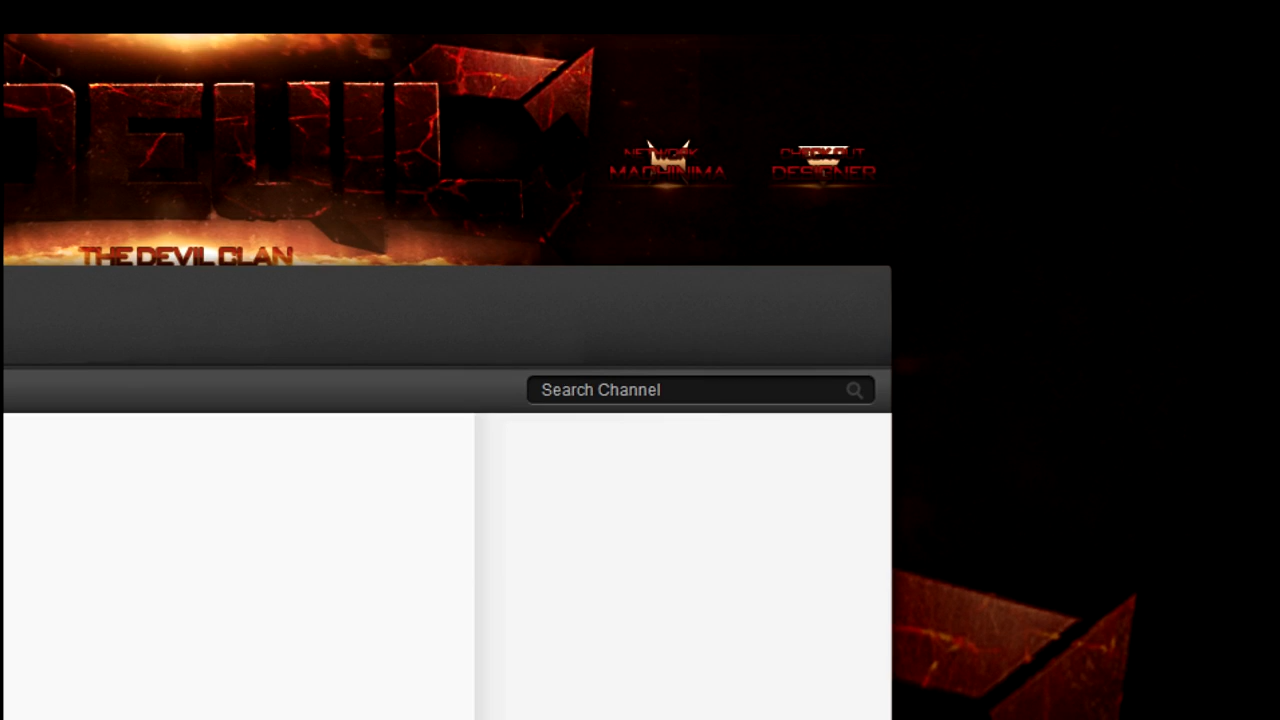 NETWORK
MACHINIMA
CHECK OUT
DESIGNER
THE DEVIL CLAN
Search Channel